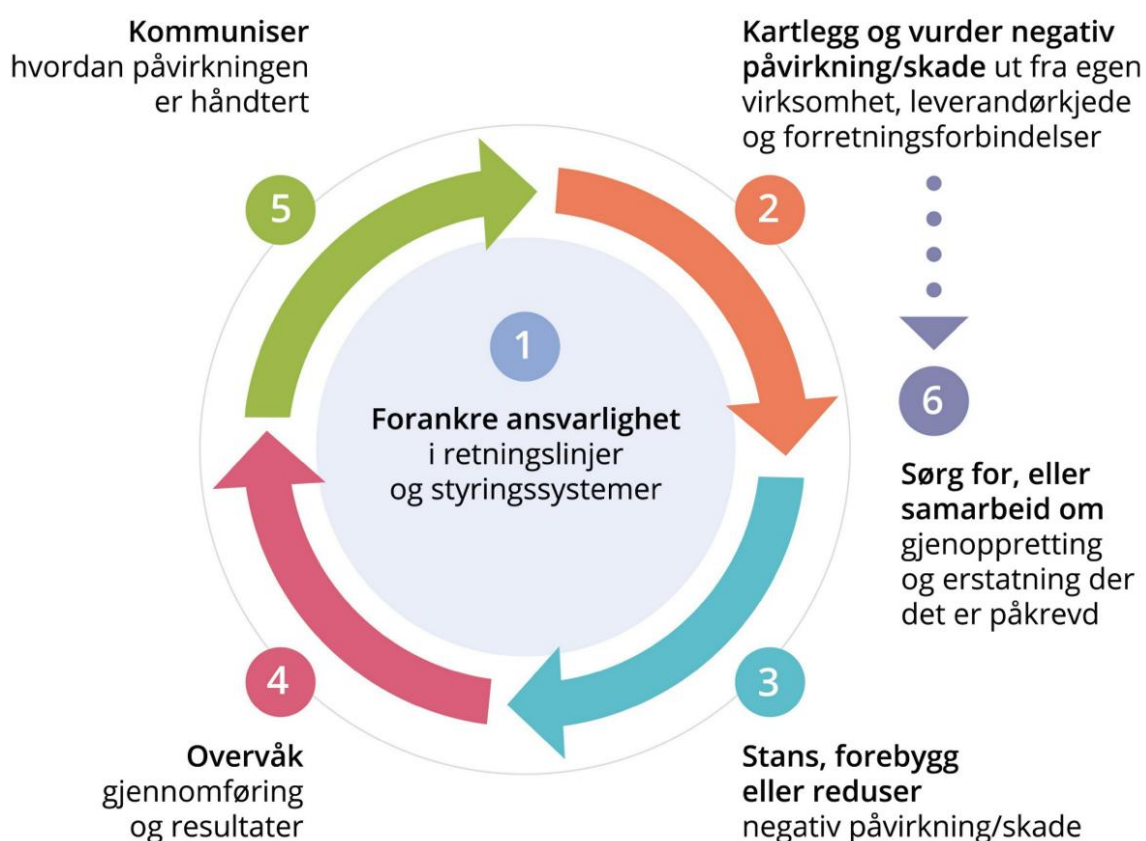 Kommuniser
hvordan påvirkningen
er håndtert
5
Kartlegg og vurder negativ
påvirkning/skade ut fra egen
virksomhet, leverandørkjede
og forretningsforbindelser
2
1
Forankre ansvarlighet
i retningslinjer
og styringssystemer
6
Sørg for, eller
samarbeid om
gjenoppretting
og erstatning der
det er påkrevd
4
Overvåk
gjennomføring
og resultater
3
Stans, forebygg
eller reduser
negativ påvirkning/skade